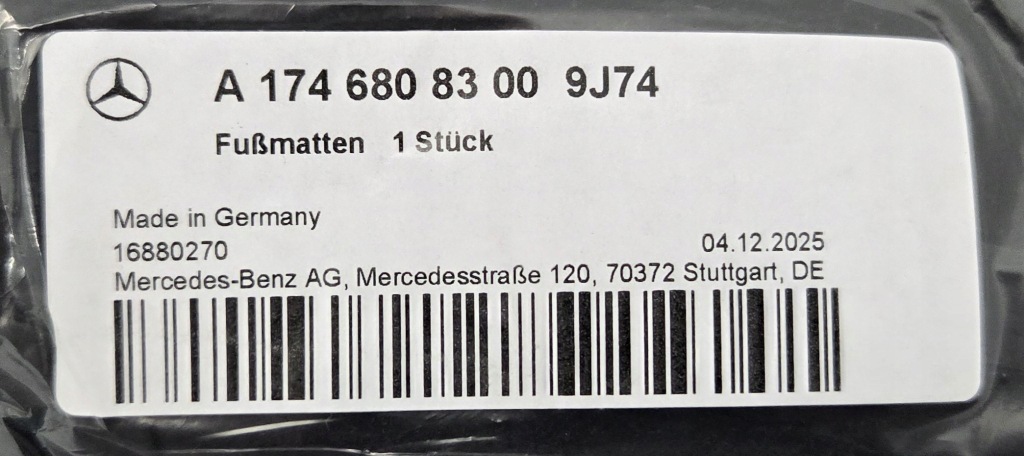 A 174 680 83 00 9J74
Fußmatten 1 Stück
Made in Germany
16880270
04.12.2025
Mercedes-Benz AG, Mercedesstraße 120, 70372 Stuttgart, DE